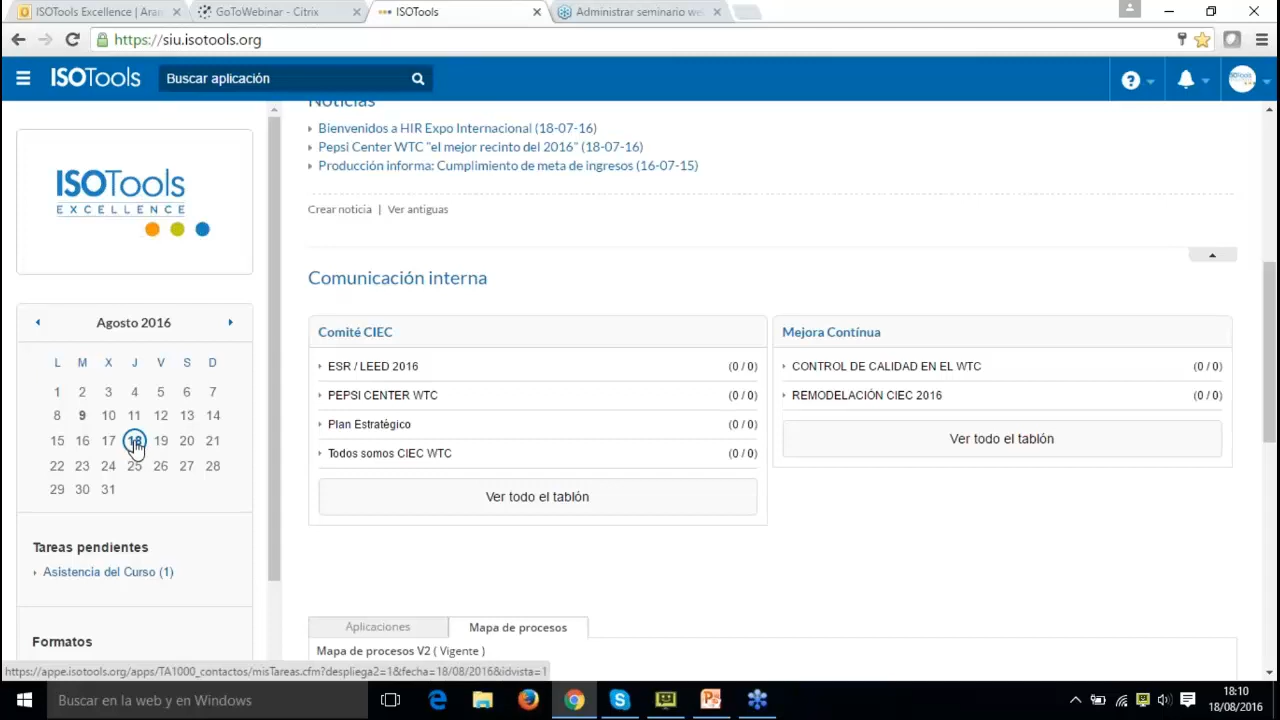 ISOTools Excellence | Aran
GoToWebinar - Citrix
ISOTools
Administrar seminario we
https://siu.isotools.org
ISOTools
Buscar aplicación
ISOTools
EXCELLENCE
Agosto 2016
L M X J V S D
1 2 3 4 5 6 7
8 9 10 11 12 13 14
15 16 17 18 19 20 21
22 23 24 25 26 27 28
29 30 31
Tareas pendientes
Asistencia del Curso (1)
Formatos
Noticias
Bienvenidos a HIR Expo Internacional (18-07-16)
Pepsi Center WTC "el mejor recinto del 2016" (18-07-16)
Producción informa: Cumplimiento de meta de ingresos (16-07-15)
Crear noticia | Ver antiguas
Comunicación interna
Comité CIEC
ESR / LEED 2016 (0 / 0)
PEPSI CENTER WTC (0 / 0)
Plan Estratégico (0 / 0)
Todos somos CIEC WTC (0 / 0)
Ver todo el tablón
Mejora Contínua
CONTROL DE CALIDAD EN EL WTC (0 / 0)
REMODELACIÓN CIEC 2016 (0 / 0)
Ver todo el tablón
Aplicaciones
Mapa de procesos
Mapa de procesos V2 ( Vigente )
https://appe.isotools.org/apps/TA1000_contactos/misTareas.cfm?despliega2=1&fecha=18/08/2016&idvista=1
Buscar en la web y en Windows
18:10
18/08/2016